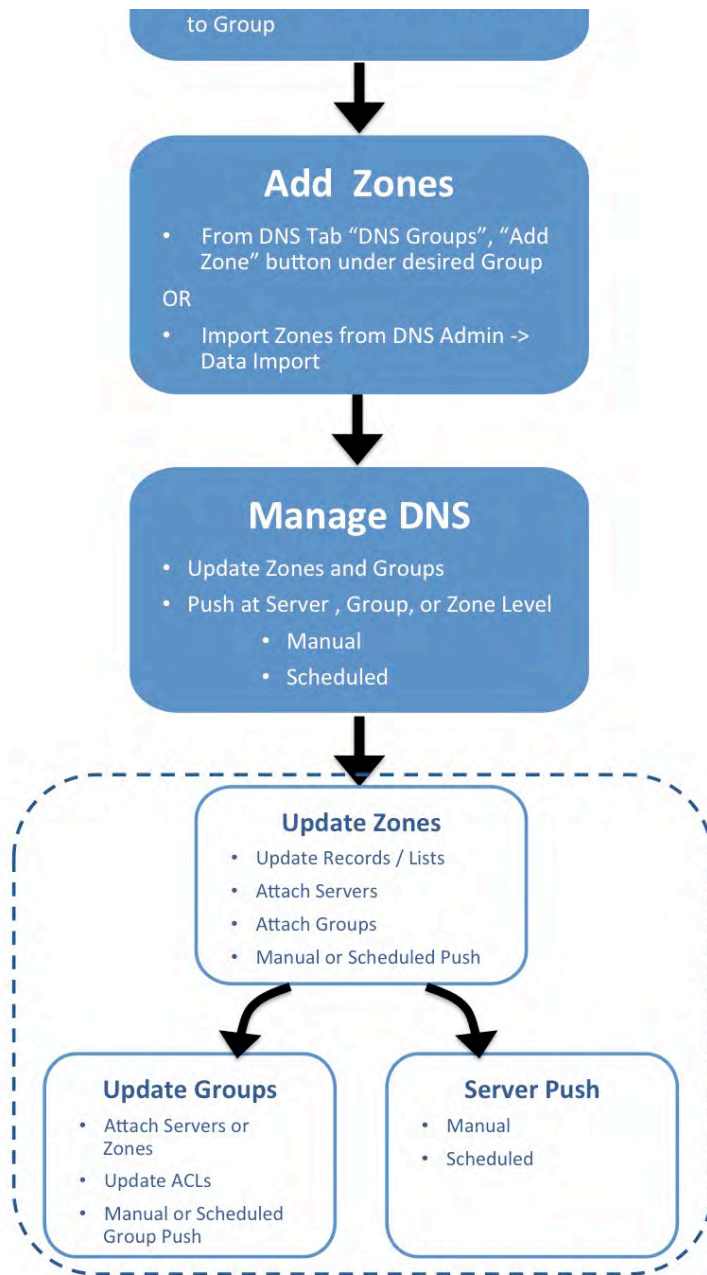 to Group
Add Zones
• From DNS Tab “DNS Groups”, “Add
Zone” button under desired Group
OR
• Import Zones from DNS Admin ->
Data Import
Manage DNS
• Update Zones and Groups
• Push at Server , Group, or Zone Level
• Manual
• Scheduled
Update Zones
• Update Records / Lists
• Attach Servers
• Attach Groups
• Manual or Scheduled Push
Update Groups
• Attach Servers or
Zones
• Update ACLs
• Manual or Scheduled
Group Push
Server Push
• Manual
• Scheduled